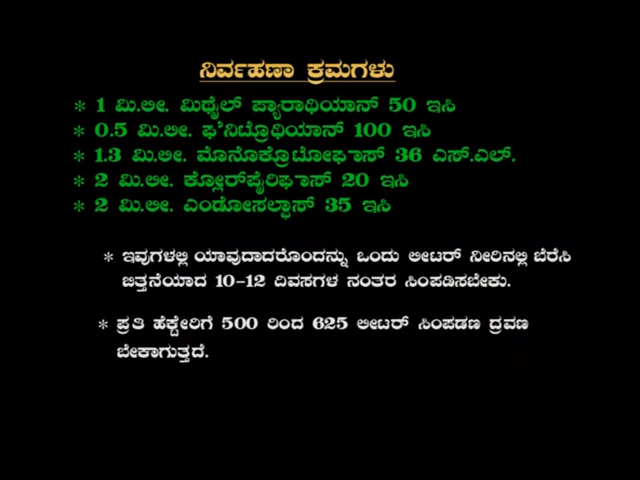 ನಿರ್ವಹಣಾ ಕ್ರಮಗಳು
* 1 ಮಿ.ಲೀ. ಮಿಥೈಲ್ ಪ್ಯಾರಾಥಿಯಾನ್ 50 ಇಸಿ
* 0.5 ಮಿ.ಲೀ. ಫೆನಿಟ್ರೊಥಿಯಾನ್ 100 ಇಸಿ
* 1.3 ಮಿ.ಲೀ. ಮೊನೊಕ್ರೊಟೋಫಾಸ್ 36 ಎಸ್.ಎಲ್.
* 2 ಮಿ.ಲೀ. ಕ್ಲೋರ್‌ಪೈರಿಫಾಸ್ 20 ಇಸಿ
* 2 ಮಿ.ಲೀ. ಎಂಡೋಸಲ್ಫಾಸ್ 35 ಇಸಿ
* ಇವುಗಳಲ್ಲಿ ಯಾವುದಾದರೊಂದನ್ನು ಒಂದು ಲೀಟರ್ ನೀರಿನಲ್ಲಿ ಬೆರೆಸಿ
ಬಿತ್ತನೆಯಾದ 10-12 ದಿವಸಗಳ ನಂತರ ಸಿಂಪಡಿಸಬೇಕು.
* ಪ್ರತಿ ಹೆಕ್ಟೇರಿಗೆ 500 ರಿಂದ 625 ಲೀಟರ್ ಸಿಂಪಡಣ ದ್ರವಣ
ಬೇಕಾಗುತ್ತದೆ.